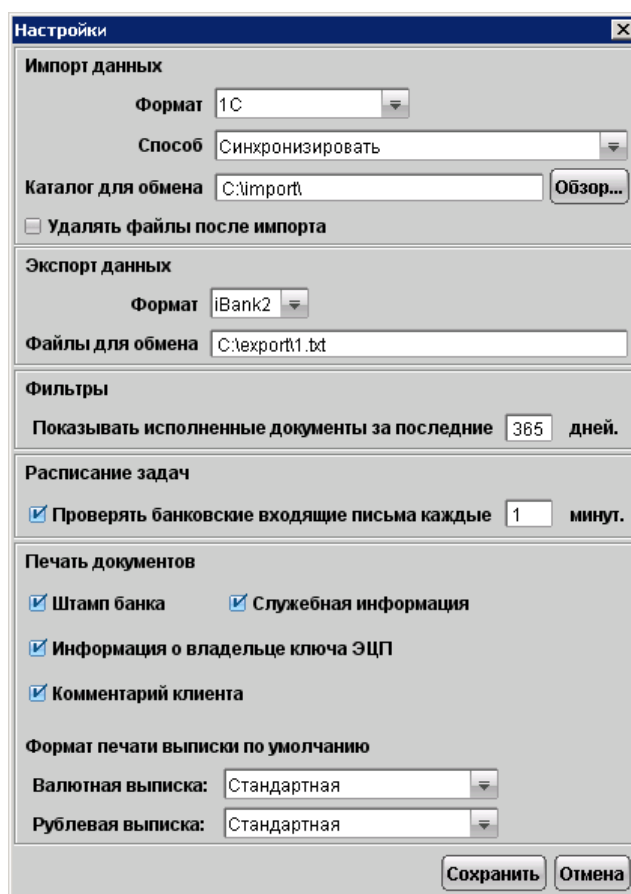 Настройки
Импорт данных
Формат 1С
Способ Синхронизировать
Каталог для обмена C:\import\ Обзор...
Удалять файлы после импорта
Экспорт данных
Формат iBank2
Файлы для обмена C:\export\1.txt
Фильтры
Показывать исполненные документы за последние 365 дней.
Расписание задач
Проверять банковские входящие письма каждые 1 минут.
Печать документов
Штамп банка Служебная информация
Информация о владельце ключа ЭЦП
Комментарий клиента
Формат печати выписки по умолчанию
Валютная выписка: Стандартная
Рублевая выписка: Стандартная
Сохранить Отмена